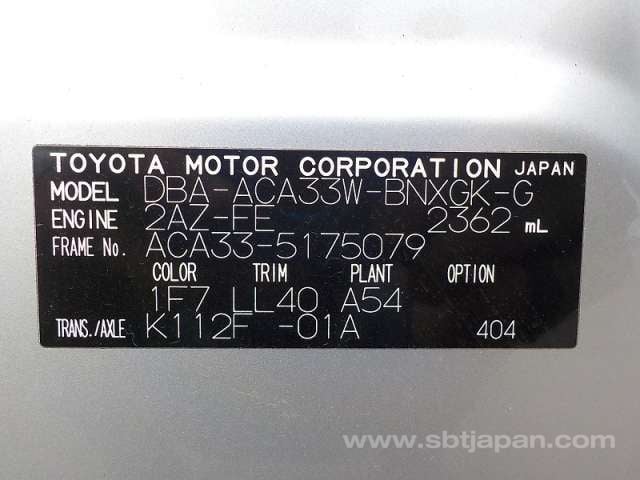 TOYOTA MOTOR CORPORATION JAPAN
MODEL DBA-ACA33W-BNXGK-G
ENGINE 2AZ-FE 2362 mL
FRAME No. ACA33-5175079
COLOR TRIM PLANT OPTION
1F7 LL40 A54
TRANS./AXLE K112F -01A 404
www.sbtjapan.com